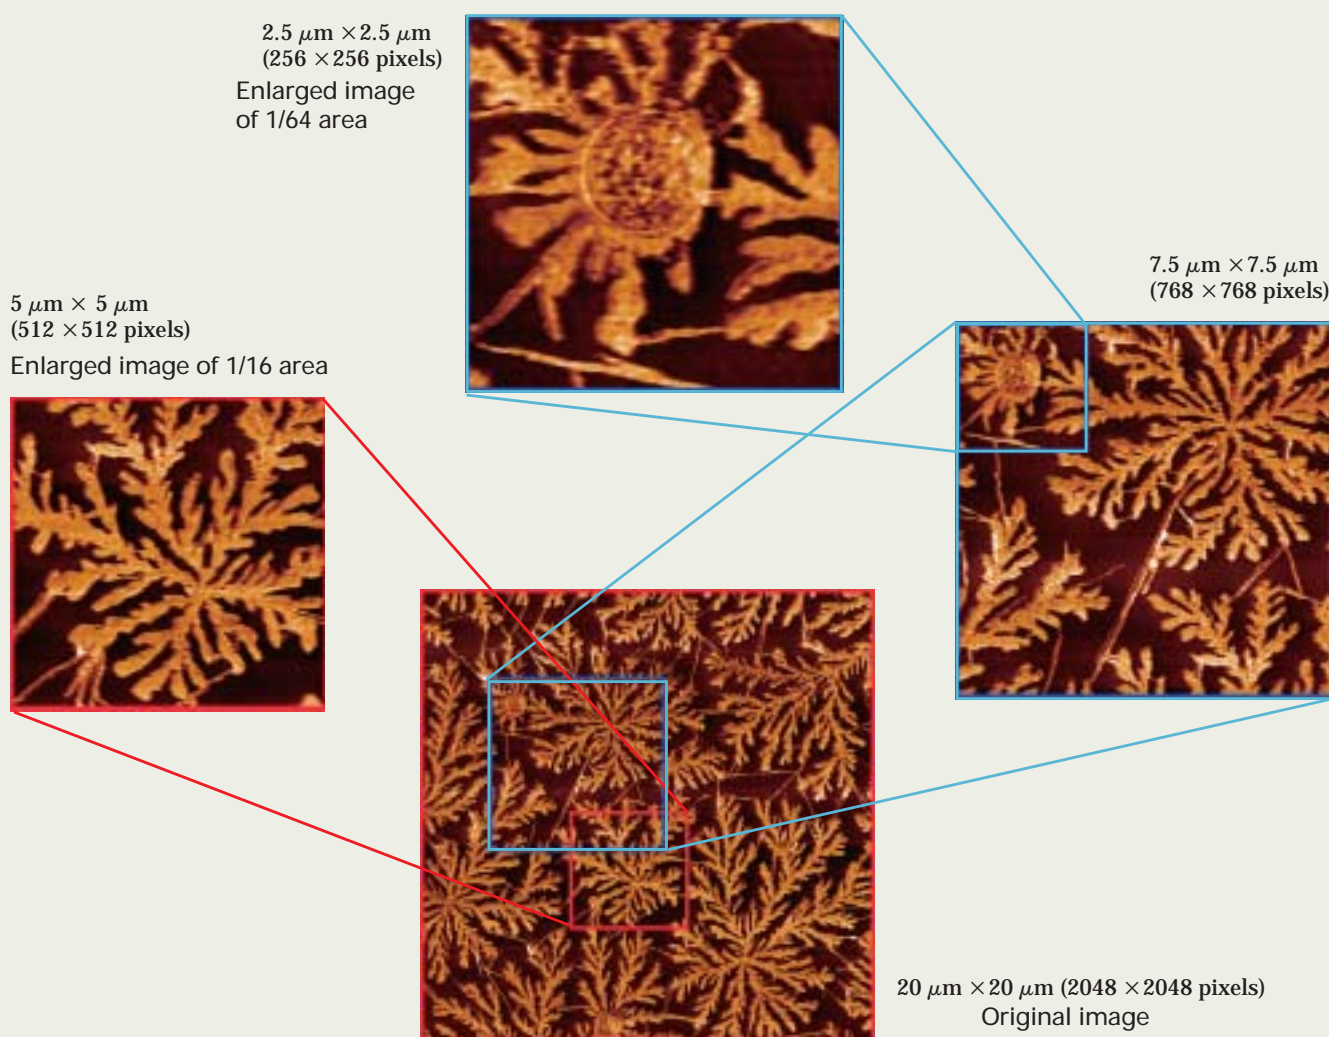 2.5 μm ×2.5 μm
(256 ×256 pixels)
Enlarged image
of 1/64 area
7.5 μm ×7.5 μm
(768 ×768 pixels)
5 μm × 5 μm
(512 ×512 pixels)
Enlarged image of 1/16 area
20 μm ×20 μm (2048 ×2048 pixels)
Original image